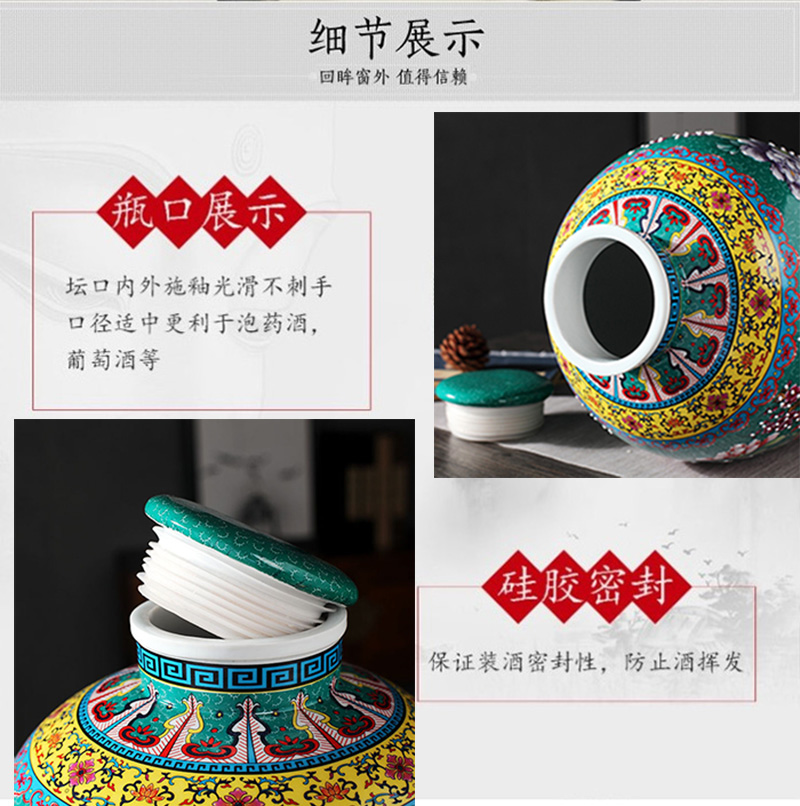 细节展示
回眸窗外 值得信赖
瓶口展示
坛口内外施釉光滑不刺手
口径适中更利于泡药酒，
葡萄酒等
硅胶密封
保证装酒密封性，防止酒挥发